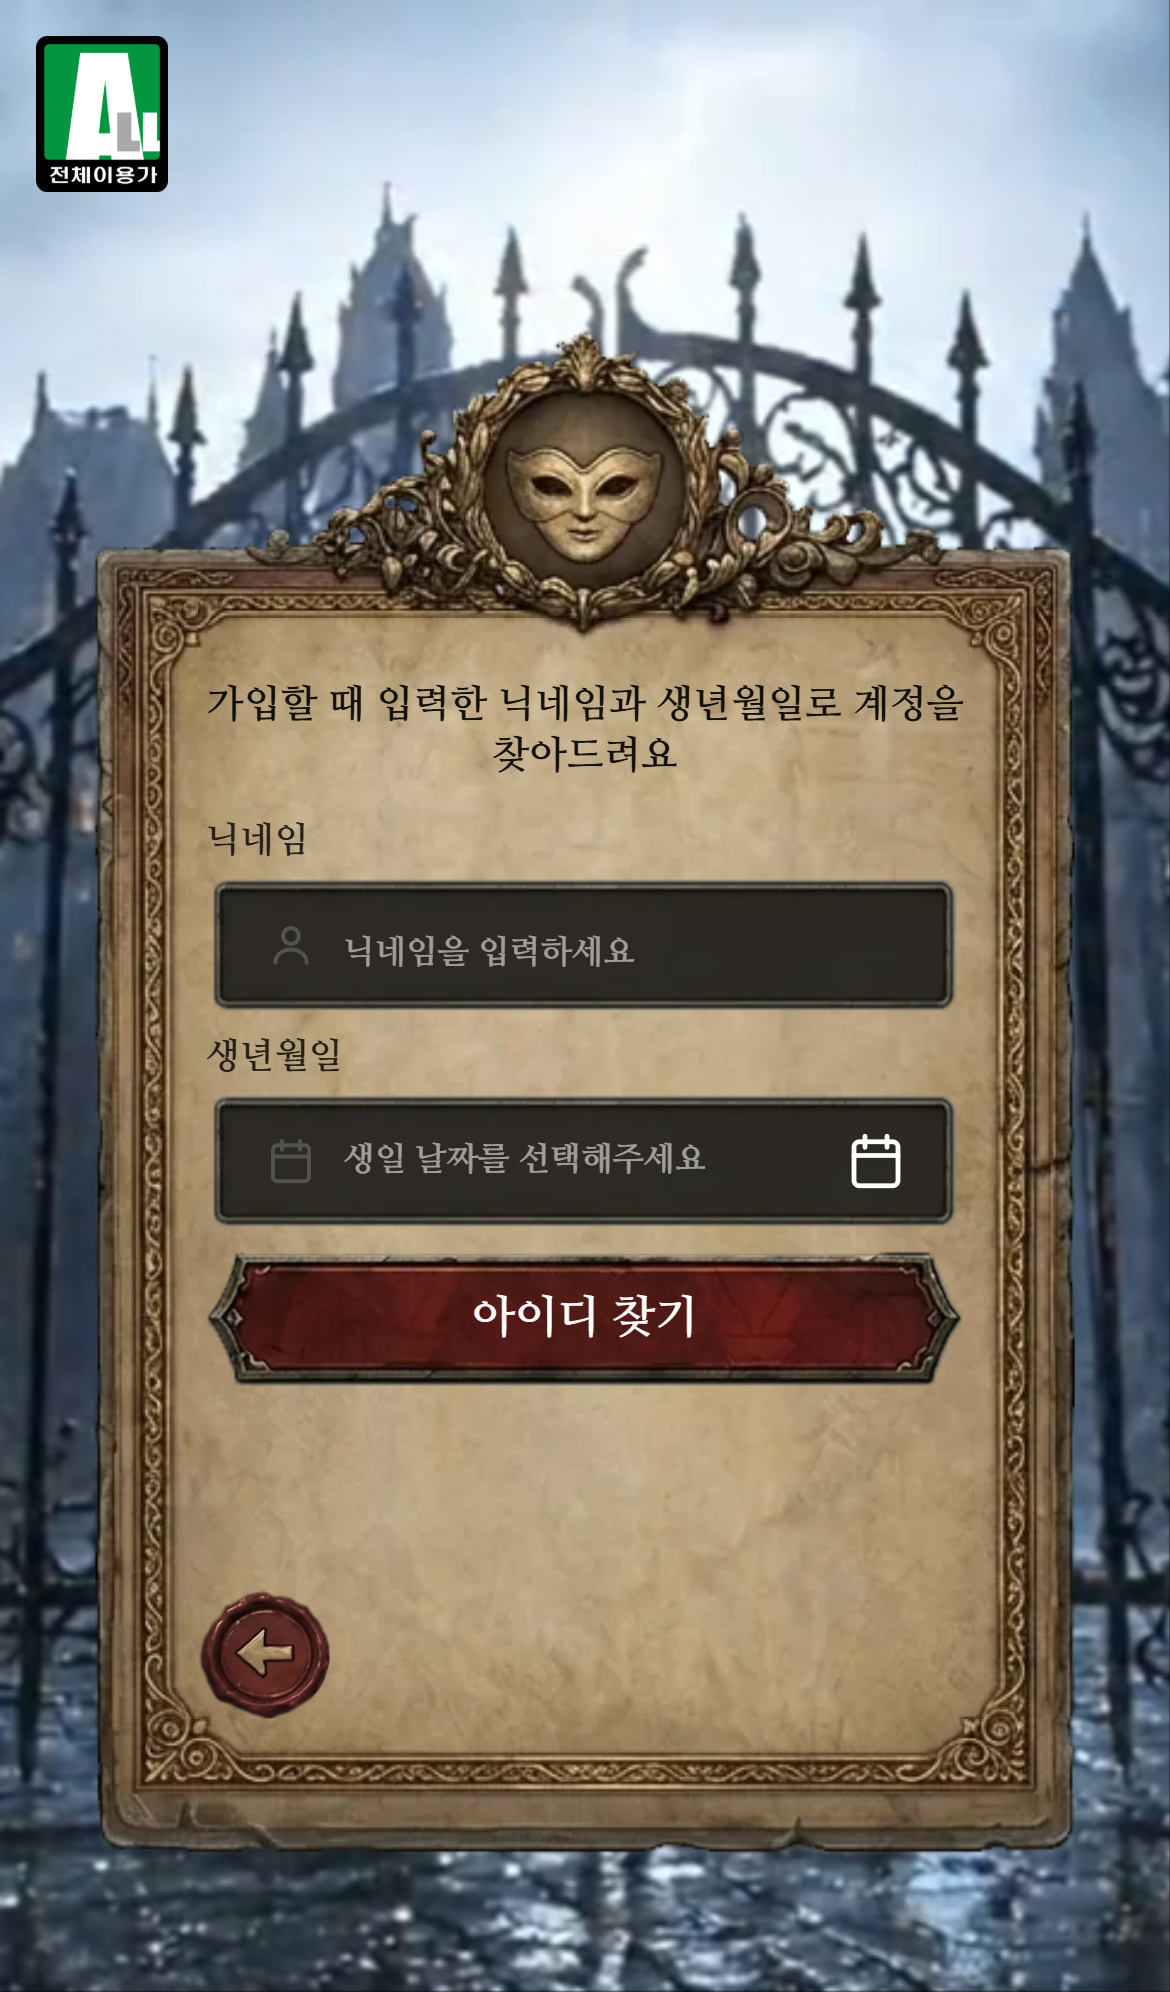 ALL
전체이용가
가입할 때 입력한 닉네임과 생년월일로 계정을
찾아드려요
닉네임
닉네임을 입력하세요
생년월일
생일 날짜를 선택해주세요
아이디 찾기